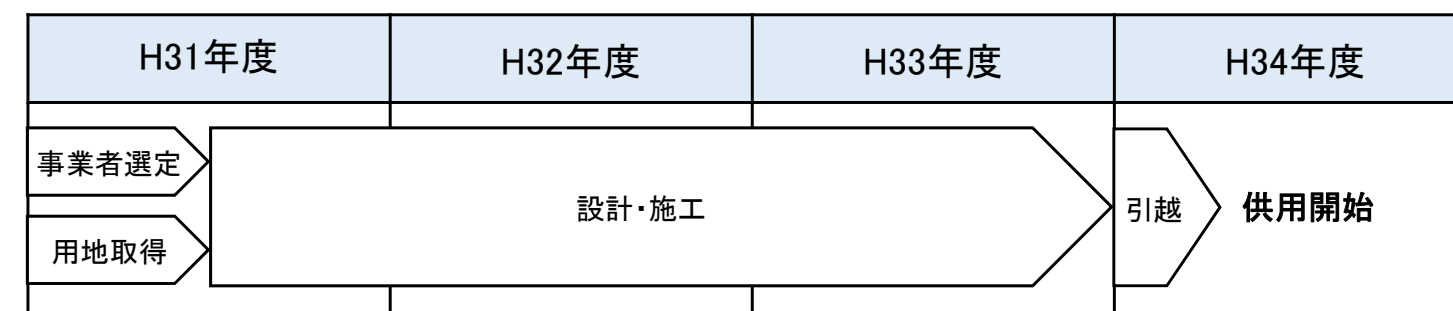 H31年度
H32年度
H33年度
H34年度
事業者選定
用地取得
設計・施工
引越
供用開始